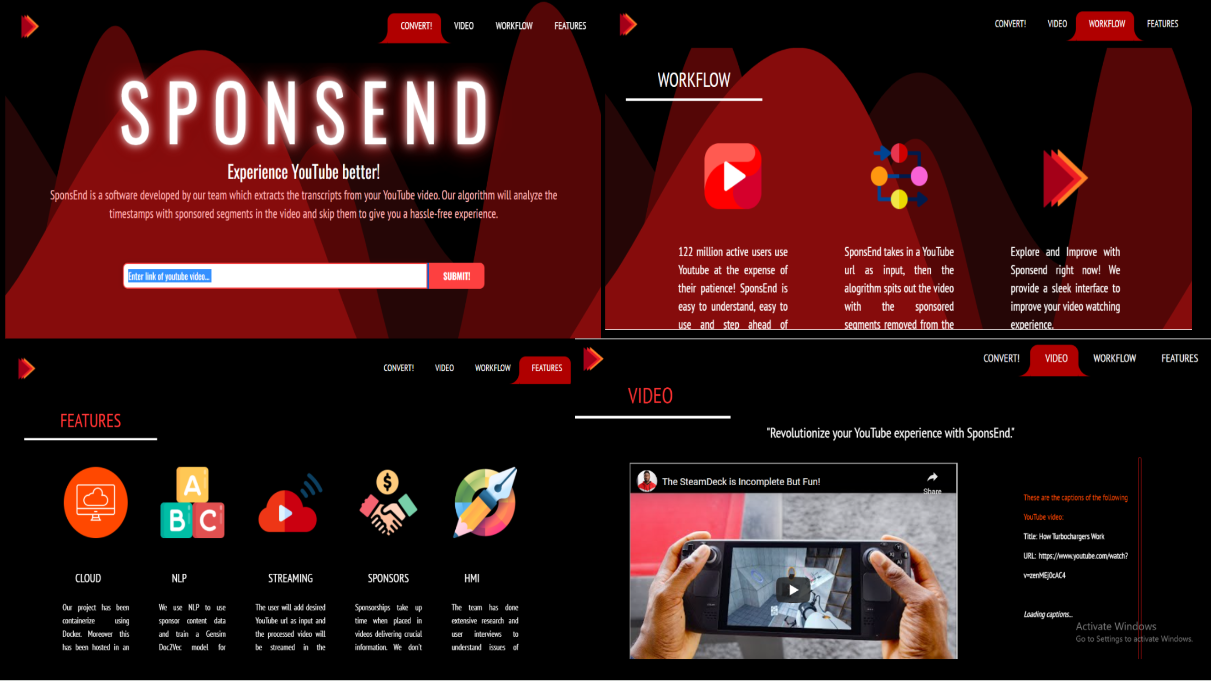 CONVERT! VIDEO WORKFLOW FEATURES
SPONSEND
Experience YouTube better!
SponsEnd is a software developed by our team which extracts the transcripts from your YouTube video. Our algorithm will analyze the
timestamps with sponsored segments in the video and skip them to give you a hassle-free experience.
Enter link of youtube video...
SUBMIT!
CONVERT! VIDEO WORKFLOW FEATURES
WORKFLOW
122 million active users use
Youtube at the expense of
their patience! SponsEnd is
easy to understand, easy to
use and step ahead of
SponsEnd takes in a YouTube
url as input, then the
alogrithm spits out the video
with the sponsored
segments removed from the
Explore and Improve with
Sponsend right now! We
provide a sleek interface to
improve your video watching
experience.
CONVERT! VIDEO WORKFLOW FEATURES
FEATURES
A
B C
$
CLOUD
Our project has been
containerize using
Docker. Moreover this
has been hosted in an
NLP
We use NLP to use
sponsor content data
and train a Gensim
Doc2Vec model for
STREAMING
The user will add desired
YouTube url as input and
the processed video will
be streamed in the
SPONSORS
Sponsorships take up
time when placed in
videos delivering crucial
information. We don't
HMI
The team has done
extensive research and
user interviews to
understand issues of
CONVERT! VIDEO WORKFLOW FEATURES
VIDEO
"Revolutionize your YouTube experience with SponsEnd."
The SteamDeck is Incomplete But Fun!
Share
These are the captions of the following
YouTube video:
Title: How Turbochargers Work
URL: https://www.youtube.com/watch?
v=zenMEj0cAC4
Loading captions...
Activate Windows
Go to Settings to activate Windows.